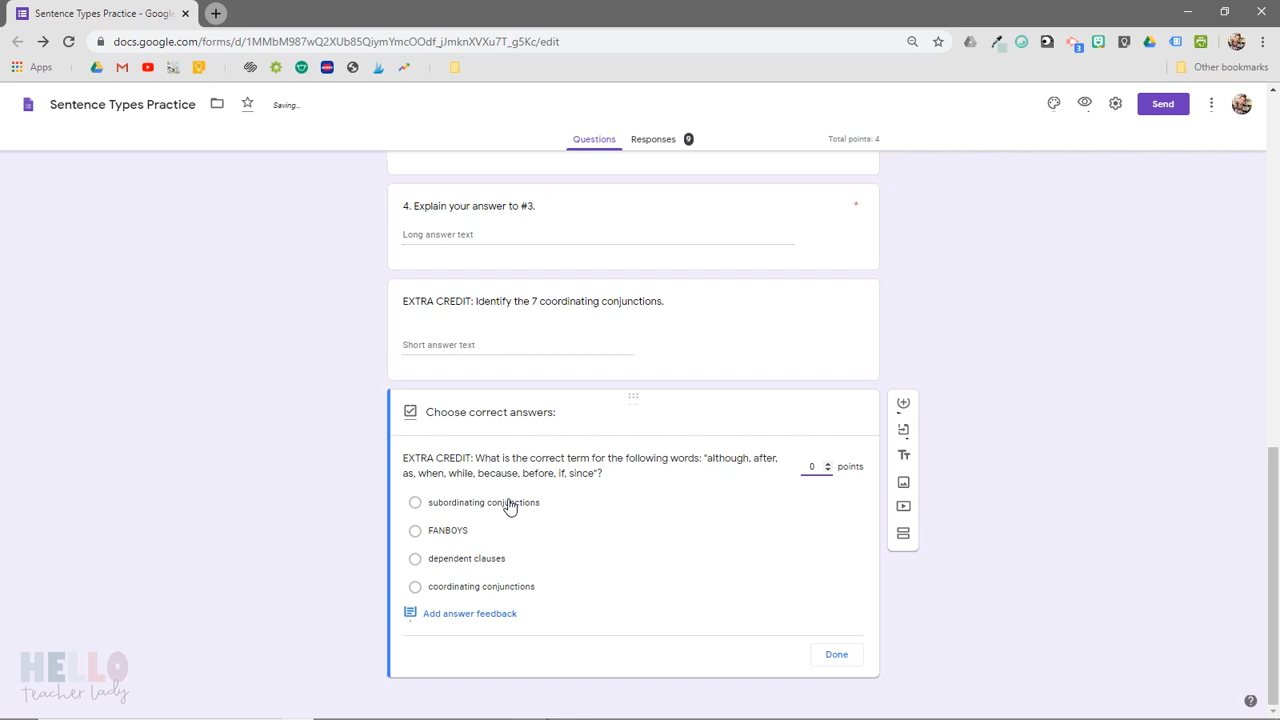 Sentence Types Practice - Google
docs.google.com/forms/d/1MMbM987wQ2XUb85QiymYmcOOdf_jJmknXVXu7T_g5Kc/edit
3
Apps
Other bookmarks
Sentence Types Practice
Saving...
Send
Questions
Responses 9
Total points: 4
4. Explain your answer to #3.
*
Long answer text
EXTRA CREDIT: Identify the 7 coordinating conjunctions.
Short answer text
Choose correct answers:
EXTRA CREDIT: What is the correct term for the following words: "although, after,
as, when, while, because, before, if, since"?
0 points
subordinating conjunctions
FANBOYS
dependent clauses
coordinating conjunctions
Add answer feedback
Done
HELLO
teacher lady